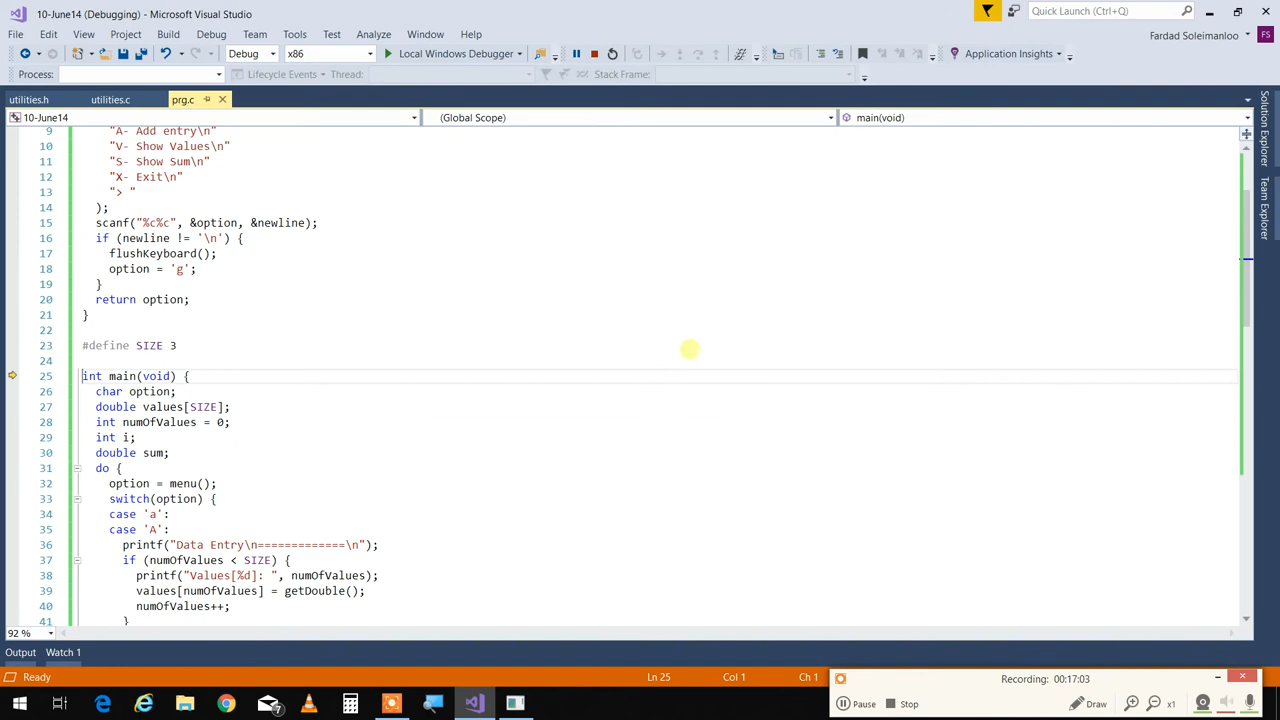 10-June14 (Debugging) - Microsoft Visual Studio
Quick Launch (Ctrl+Q)
File Edit View Project Build Debug Team Tools Test Analyze Window Help
Fardad Soleimanloo FS
Debug x86 Local Windows Debugger Application Insights
Process: Lifecycle Events Thread: Stack Frame:
utilities.h utilities.c prg.c
10-June14 (Global Scope) main(void)
9 "A- Add entry\n"
10 "V- Show Values\n"
11 "S- Show Sum\n"
12 "X- Exit\n"
13 "> "
14 );
15 scanf("%c%c", &option, &newline);
16 if (newline != '\n') {
17 flushKeyboard();
18 option = 'g';
19 }
20 return option;
21 }
22
23 #define SIZE 3
24
25 int main(void) {
26 char option;
27 double values[SIZE];
28 int numOfValues = 0;
29 int i;
30 double sum;
31 do {
32 option = menu();
33 switch(option) {
34 case 'a':
35 case 'A':
36 printf("Data Entry\n=============\n");
37 if (numOfValues < SIZE) {
38 printf("Values[%d]: ", numOfValues);
39 values[numOfValues] = getDouble();
40 numOfValues++;
41 }
92 %
Output Watch 1
Ready Ln 25 Col 1 Ch 1
Solution Explorer
Team Explorer
Recording: 00:17:03
Pause Stop Draw x1
7